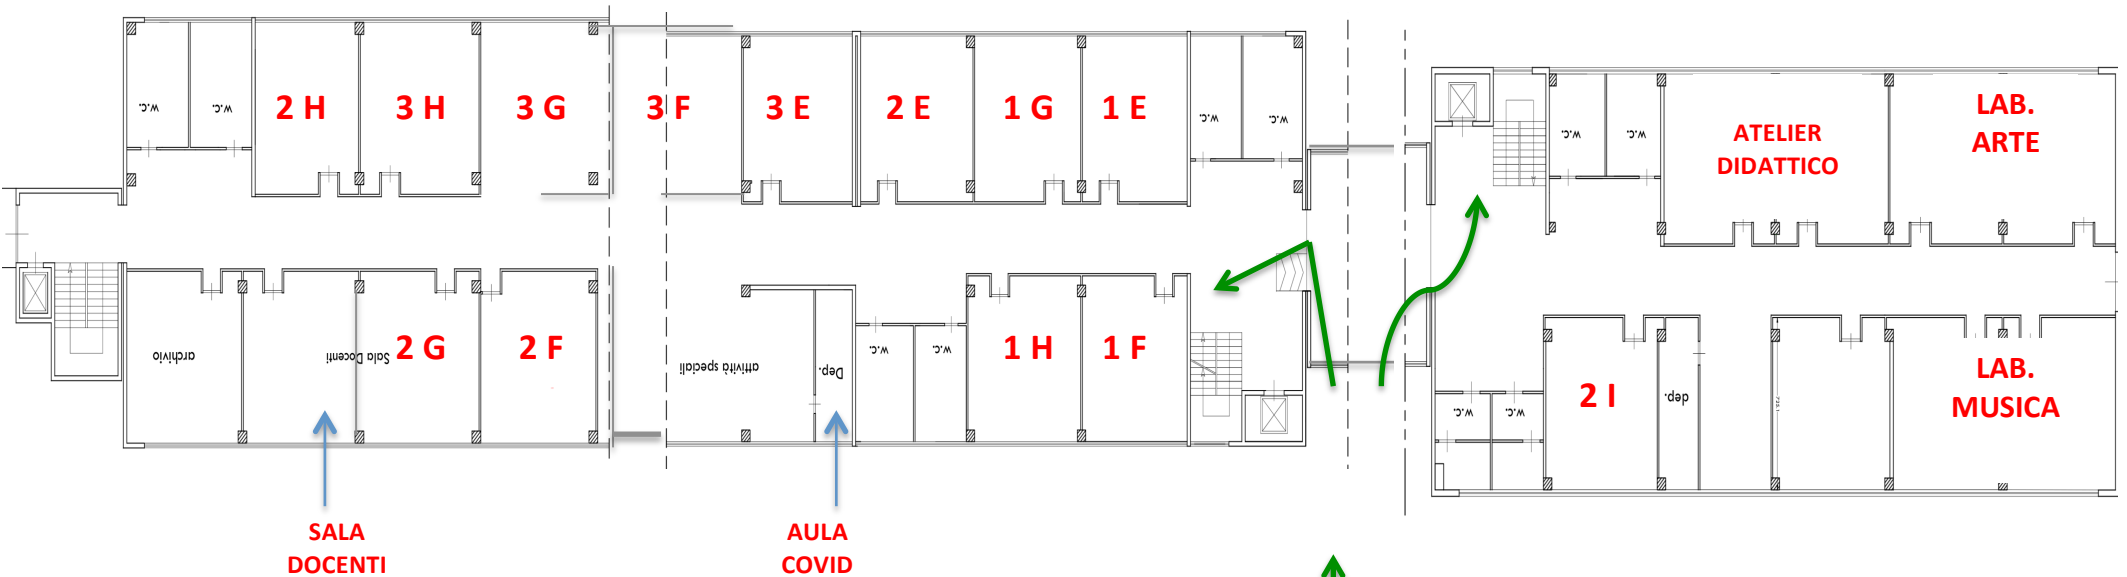 w.c.
w.c.
2 H
3 H
3 G
3 F
3 E
2 E
1 G
1 E
w.c.
w.c.
w.c.
w.c.
ATELIER
DIDATTICO
LAB.
ARTE
archivio
Sala Docenti
2 G
2 F
attività speciali
Dep.
w.c.
w.c.
1 H
1 F
w.c.
w.c.
2 I
dep.
LAB.
MUSICA
SALA
DOCENTI
AULA
COVID